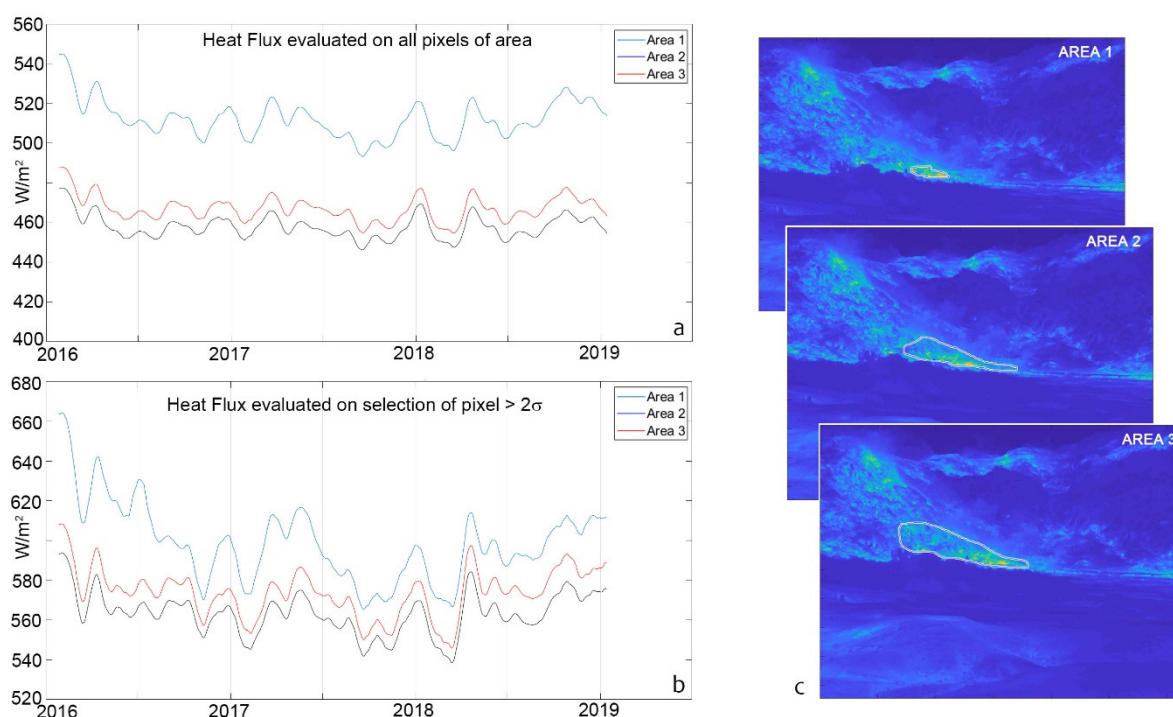 560
540
520
500
480
460
440
420
400
W/m²
Heat Flux evaluated on all pixels of area
Area 1
Area 2
Area 3
a
2016
2017
2018
2019
680
660
640
620
600
580
560
540
520
W/m²
Heat Flux evaluated on selection of pixel > 2σ
Area 1
Area 2
Area 3
b
2016
2017
2018
2019
AREA 1
AREA 2
AREA 3
c